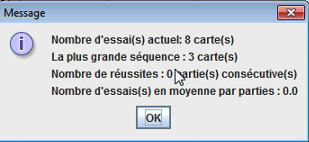 Message
Nombre d'essai(s) actuel: 8 carte(s)
La plus grande séquence : 3 carte(s)
Nombre de réussites : 0 partie(s) consécutive(s)
Nombre d'essais(s) en moyenne par parties : 0.0
OK